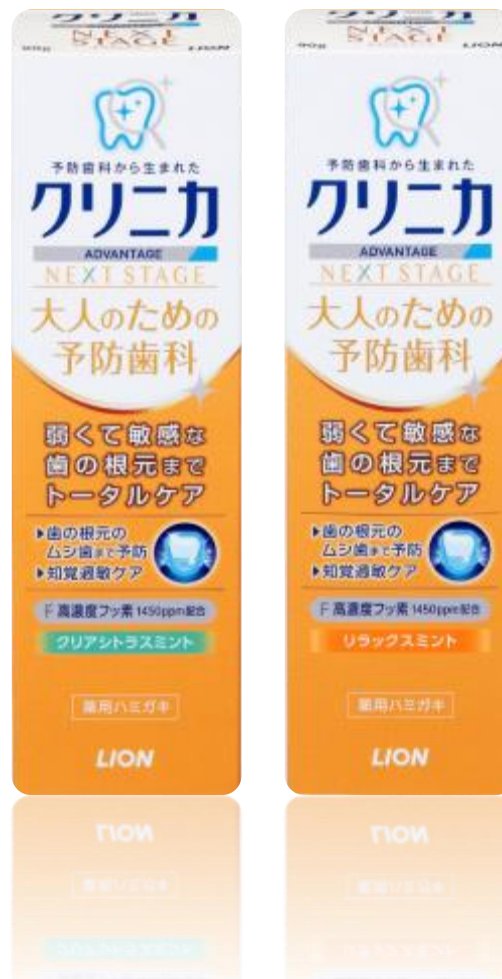 NEXT
STAGE
90g
LION
予防歯科から生まれた
クリニカ
ADVANTAGE
NEXT STAGE
大人のための
予防歯科
弱くて敏感な
歯の根元まで
トータルケア
▶歯の根元の
ムシ歯まで予防
▶知覚過敏ケア
F 高濃度フッ素 1450ppm配合
クリアシトラスミント
薬用ハミガキ
LION
NEXT
STAGE
90g
LION
予防歯科から生まれた
クリニカ
ADVANTAGE
NEXT STAGE
大人のための
予防歯科
弱くて敏感な
歯の根元まで
トータルケア
▶歯の根元の
ムシ歯まで予防
▶知覚過敏ケア
F 高濃度フッ素 1450ppm配合
リラックスミント
薬用ハミガキ
LION